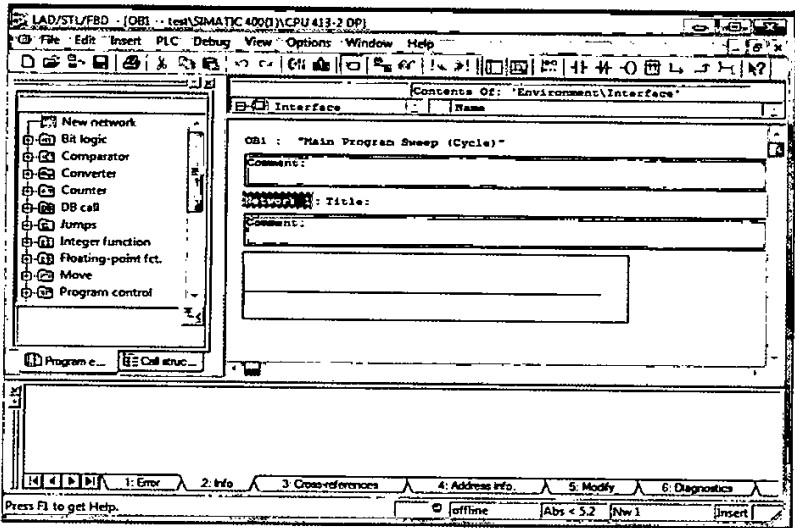 LAD/STL/FBD - [OB1 -- test\SIMATIC 400(1)\CPU 413-2 DP]
File Edit Insert PLC Debug View Options Window Help
Contents Of: 'Environment\Interface'
Interface
Name
New network
Bit logic
Comparator
Converter
Counter
DB call
Jumps
Integer function
Floating-point fct.
Move
Program control
OB1 : "Main Program Sweep (Cycle)"
Comment:
Network 1: Title:
Comment:
Program e...
Call struc...
1: Error
2: Info
3: Cross-references
4: Address info.
5: Modify
6: Diagnostics
Press F1 to get Help.
offline
Abs < 5.2
Nw 1
Insert